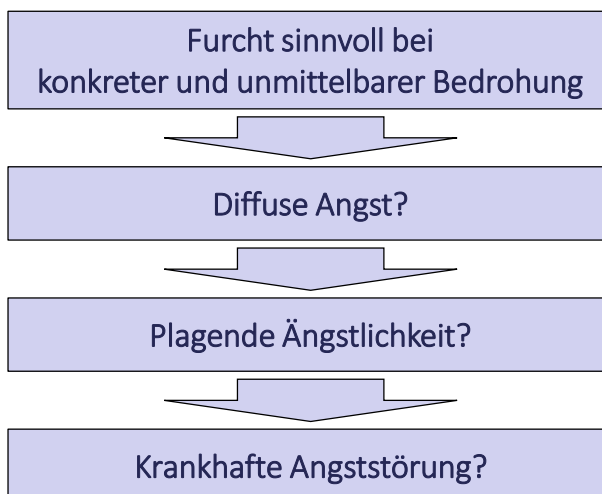 Furcht sinnvoll bei
konkreter und unmittelbarer Bedrohung
Diffuse Angst?
Plagende Ängstlichkeit?
Krankhafte Angststörung?